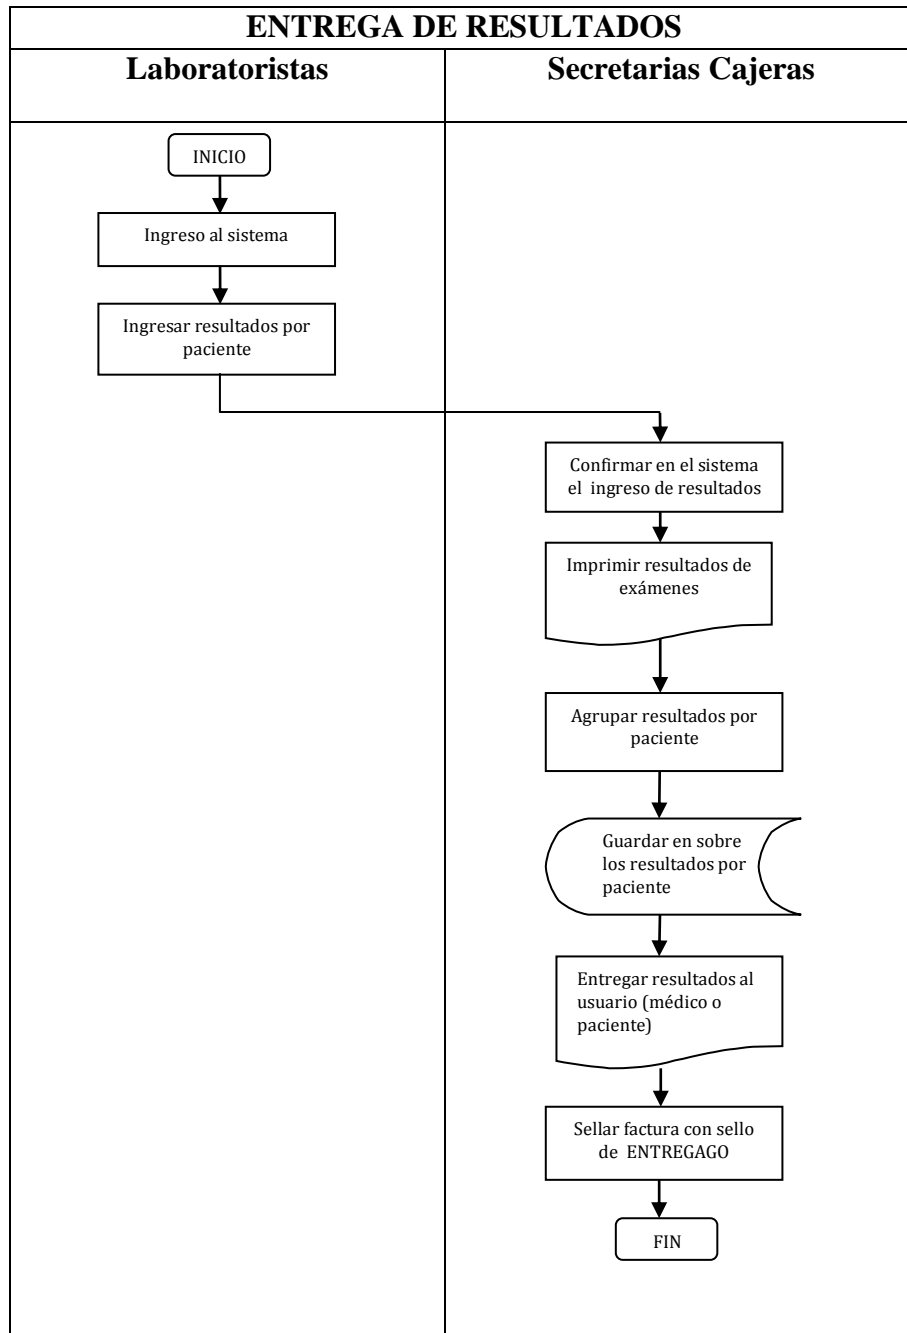 ENTREGA DE RESULTADOS
Laboratoristas
Secretarias Cajeras
INICIO
Ingreso al sistema
Ingresar resultados por
paciente
Confirmar en el sistema
el ingreso de resultados
Imprimir resultados de
exámenes
Agrupar resultados por
paciente
Guardar en sobre
los resultados por
paciente
Entregar resultados al
usuario (médico o
paciente)
Sellar factura con sello
de ENTREGAGO
FIN